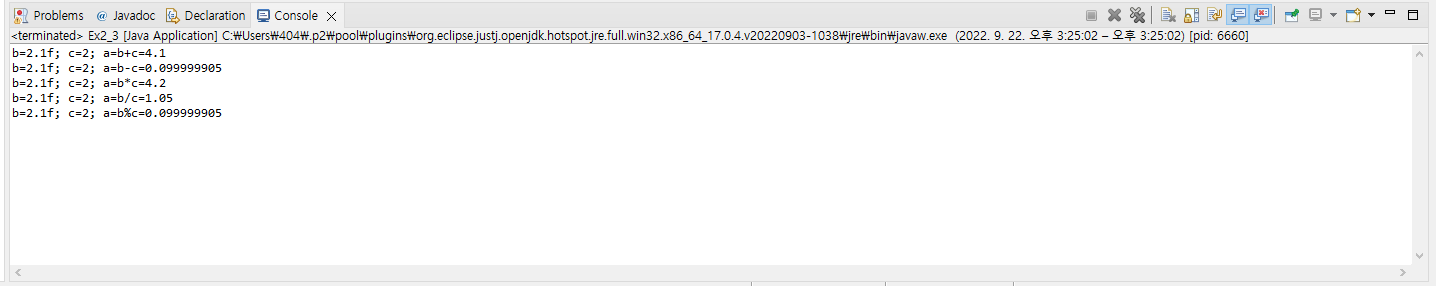 Problems @ Javadoc Declaration Console
<terminated> Ex2_3 [Java Application] C:₩Users₩404₩.p2₩pool₩plugins₩org.eclipse.justj.openjdk.hotspot.jre.full.win32.x86_64_17.0.4.v20220903-1038₩jre₩bin₩javaw.exe (2022. 9. 22. 오후 3:25:02 – 오후 3:25:02) [pid: 6660]
b=2.1f; c=2; a=b+c=4.1
b=2.1f; c=2; a=b-c=0.099999905
b=2.1f; c=2; a=b*c=4.2
b=2.1f; c=2; a=b/c=1.05
b=2.1f; c=2; a=b%c=0.099999905